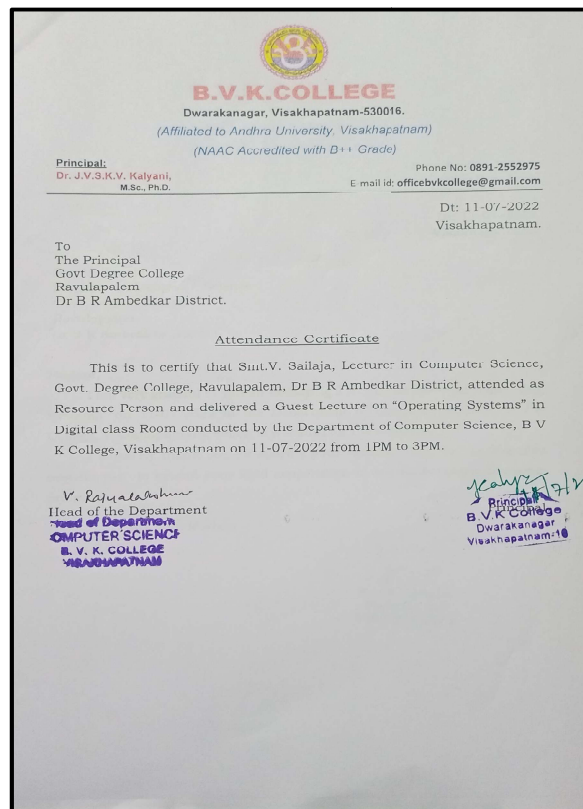 B.V.K.COLLEGE
Dwarakanagar, Visakhapatnam-530016.
(Affiliated to Andhra University, Visakhapatnam)
(NAAC Accredited with B++ Grade)
Principal:
Dr. J.V.S.K.V. Kalyani,
M.Sc., Ph.D.
Phone No: 0891-2552975
E mail id: officebvkcollege@gmail.com
Dt: 11-07-2022
Visakhapatnam.
To
The Principal
Govt Degree College
Ravulapalem
Dr B R Ambedkar District.
Attendance Certificate
This is to certify that Smt.V. Sailaja, Lecturer in Computer Science,
Govt. Degree College, Ravulapalem, Dr B R Ambedkar District, attended as
Resource Person and delivered a Guest Lecture on “Operating Systems” in
Digital class Room conducted by the Department of Computer Science, B V
K College, Visakhapatnam on 11-07-2022 from 1PM to 3PM.
V. Rajyalakshmi
Head of the Department
Head of Department
COMPUTER SCIENCE
B. V. K. COLLEGE
VISAKHAPATNAM
Principal
Principal
B.V.K College
Dwarakanagar
Visakhapatnam-16